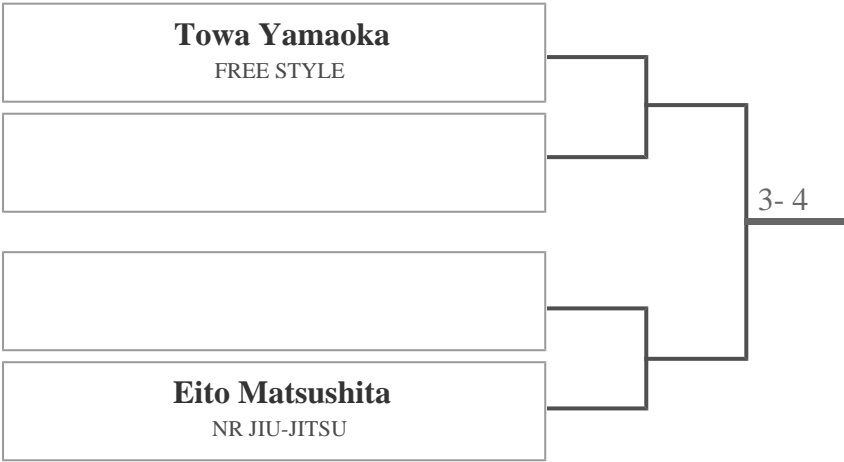 Towa Yamaoka
FREE STYLE
3- 4
Eito Matsushita
NR JIU-JITSU